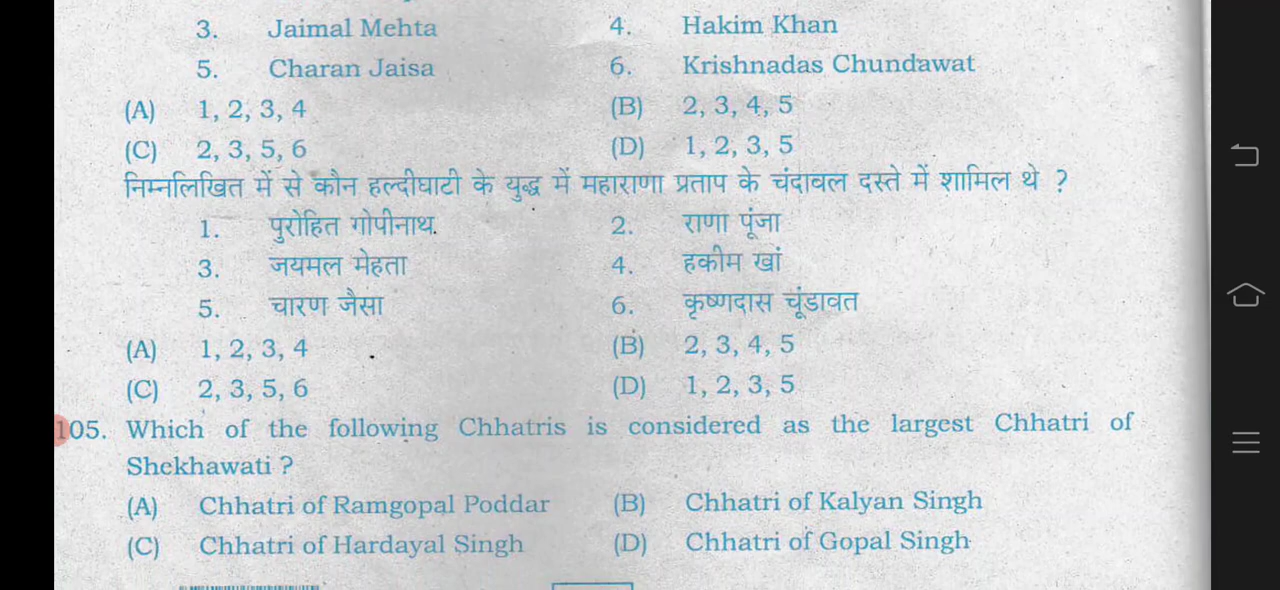 3. Jaimal Mehta 4. Hakim Khan
5. Charan Jaisa 6. Krishnadas Chundawat
(A) 1, 2, 3, 4 (B) 2, 3, 4, 5
(C) 2, 3, 5, 6 (D) 1, 2, 3, 5
निम्नलिखित में से कौन हल्दीघाटी के युद्ध में महाराणा प्रताप के चंदावल दस्ते में शामिल थे ?
1. पुरोहित गोपीनाथ 2. राणा पूंजा
3. जयमल मेहता 4. हकीम खां
5. चारण जैसा 6. कृष्णदास चूंडावत
(A) 1, 2, 3, 4 (B) 2, 3, 4, 5
(C) 2, 3, 5, 6 (D) 1, 2, 3, 5
105. Which of the following Chhatris is considered as the largest Chhatri of
Shekhawati ?
(A) Chhatri of Ramgopal Poddar (B) Chhatri of Kalyan Singh
(C) Chhatri of Hardayal Singh (D) Chhatri of Gopal Singh